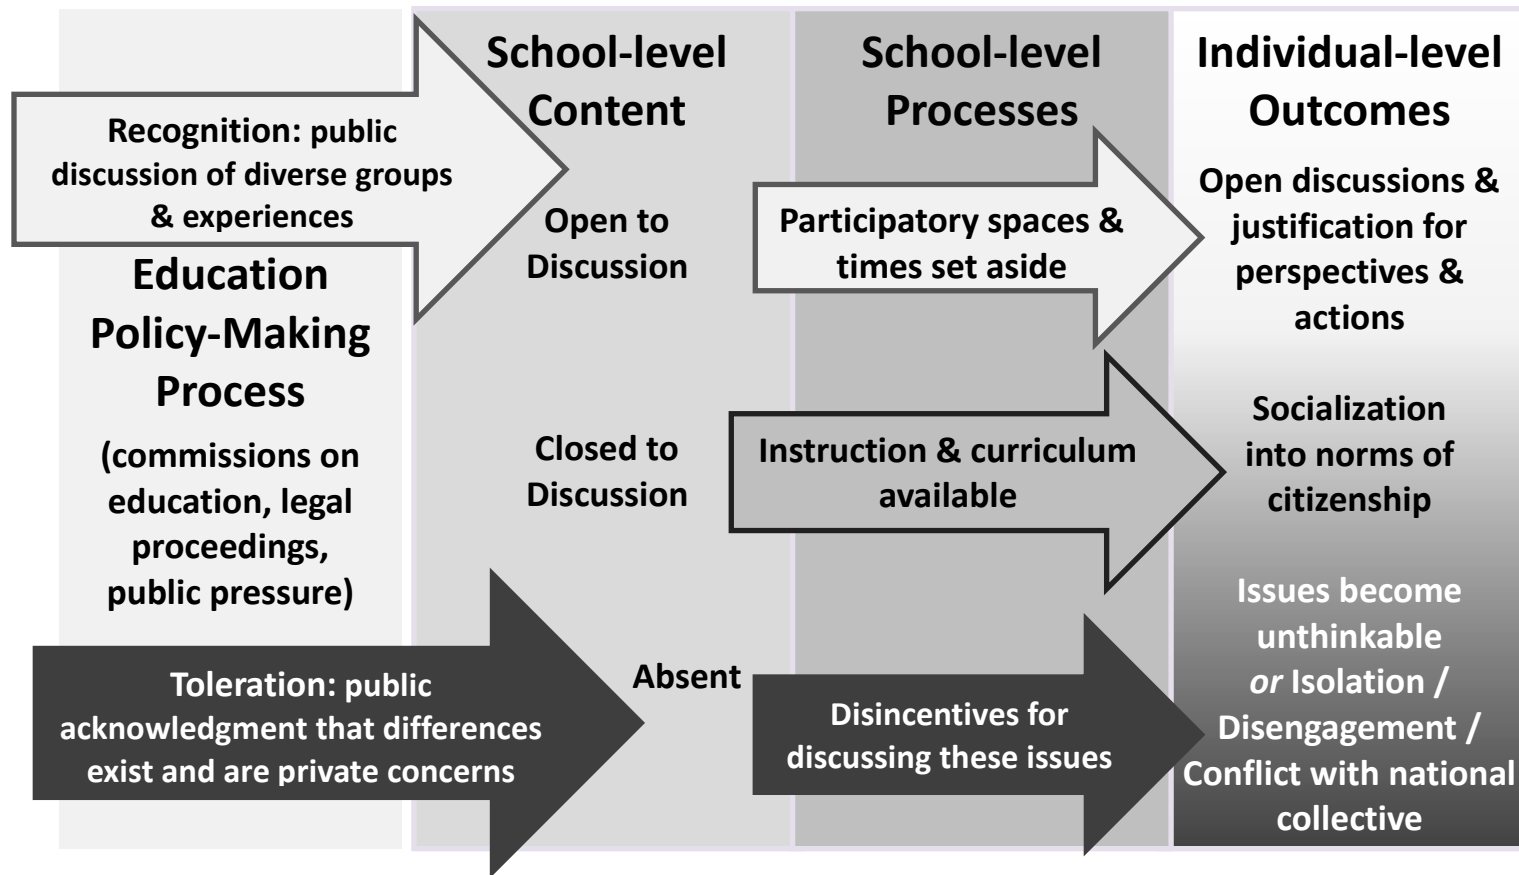 Recognition: public
discussion of diverse groups
& experiences
Education
Policy-Making
Process
(commissions on
education, legal
proceedings,
public pressure)
Toleration: public
acknowledgment that differences
exist and are private concerns
School-level
Content
Open to
Discussion
Closed to
Discussion
Absent
School-level
Processes
Participatory spaces &
times set aside
Instruction & curriculum
available
Disincentives for
discussing these issues
Individual-level
Outcomes
Open discussions &
justification for
perspectives &
actions
Socialization
into norms of
citizenship
Issues become
unthinkable
or Isolation /
Disengagement /
Conflict with national
collective